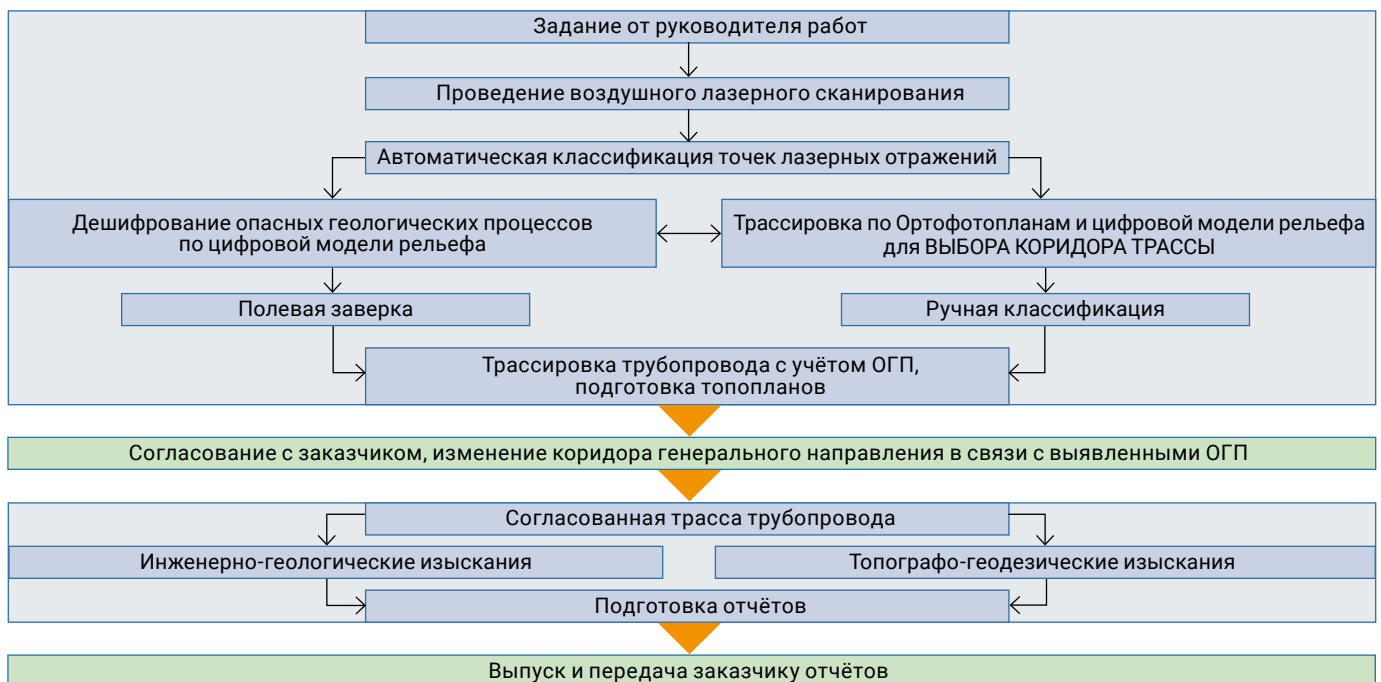 Задание от руководителя работ
Проведение воздушного лазерного сканирования
Автоматическая классификация точек лазерных отражений
Дешифрование опасных геологических процессов
по цифровой модели рельефа
Трассировка по Ортофотопланам и цифровой модели рельефа
для ВЫБОРА КОРИДОРА ТРАССЫ
Полевая заверка
Ручная классификация
Трассировка трубопровода с учётом ОГП,
подготовка топопланов
Согласование с заказчиком, изменение коридора генерального направления в связи с выявленными ОГП
Согласованная трасса трубопровода
Инженерно-геологические изыскания
Топографо-геодезические изыскания
Подготовка отчётов
Выпуск и передача заказчику отчётов